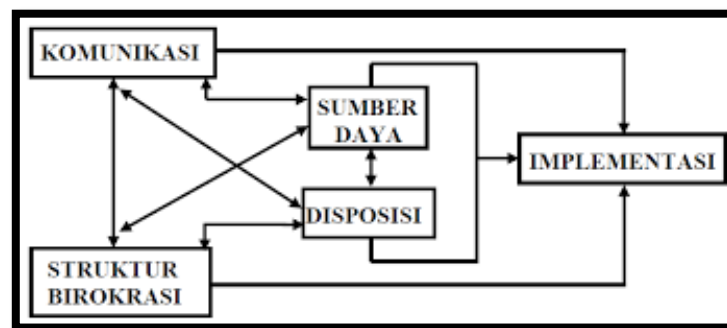 KOMUNIKASI
SUMBER
DAYA
IMPLEMENTASI
DISPOSISI
STRUKTUR
BIROKRASI